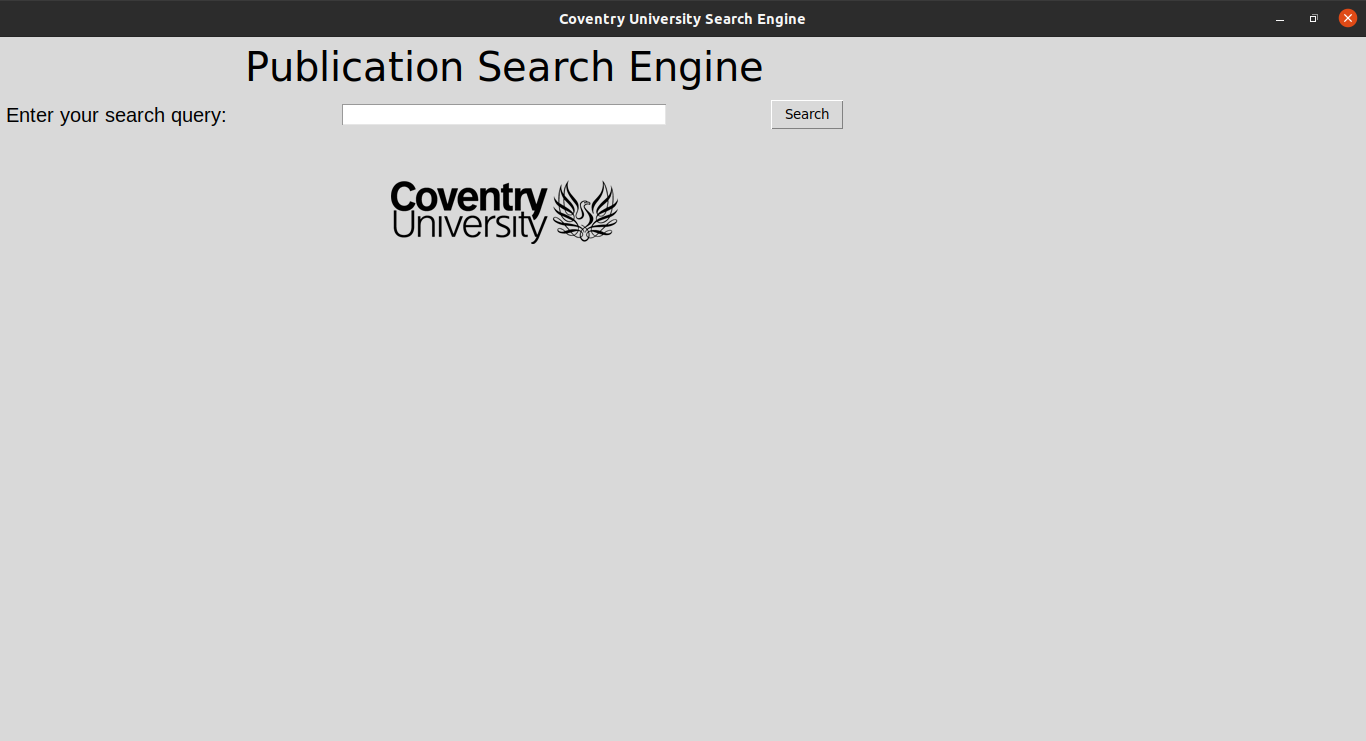 Coventry University Search Engine
Publication Search Engine
Enter your search query:
Search
Coventry
University